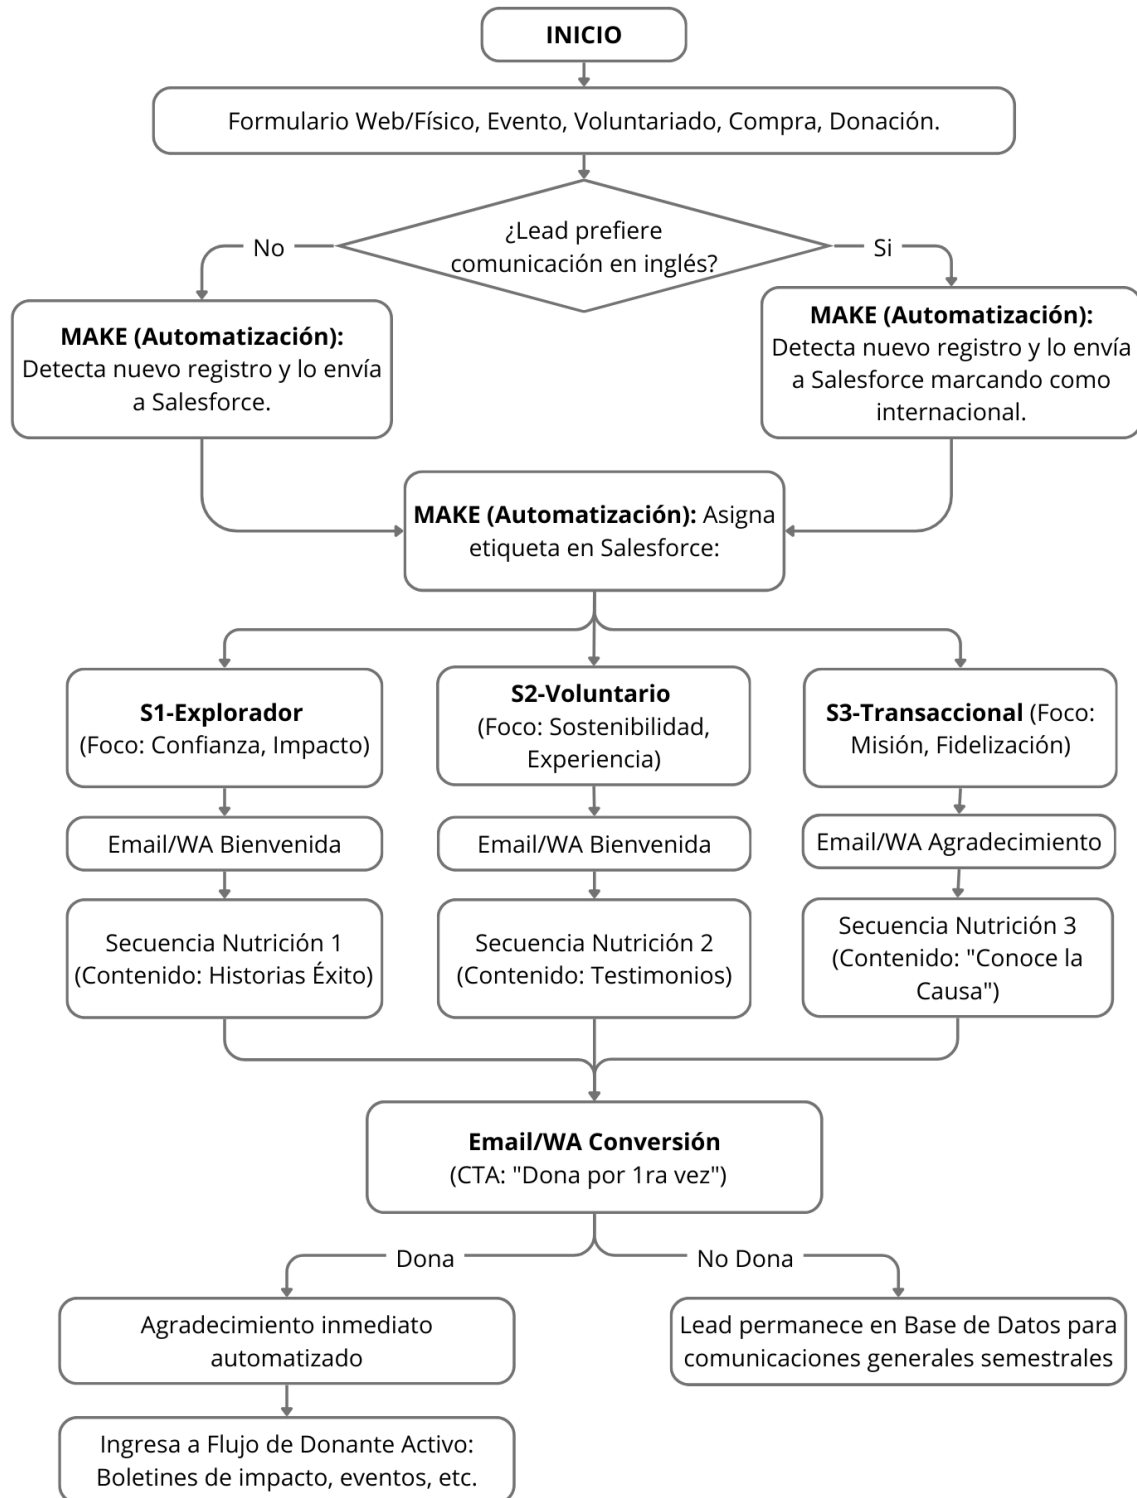 INICIO
Formulario Web/Físico, Evento, Voluntariado, Compra, Donación.
¿Lead prefiere
comunicación en inglés?
No
Si
MAKE (Automatización):
Detecta nuevo registro y lo envía
a Salesforce.
MAKE (Automatización):
Detecta nuevo registro y lo envía
a Salesforce marcando como
internacional.
MAKE (Automatización): Asigna
etiqueta en Salesforce:
S1-Explorador
(Foco: Confianza, Impacto)
S2-Voluntario
(Foco: Sostenibilidad,
Experiencia)
S3-Transaccional (Foco:
Misión, Fidelización)
Email/WA Bienvenida
Email/WA Bienvenida
Email/WA Agradecimiento
Secuencia Nutrición 1
(Contenido: Historias Éxito)
Secuencia Nutrición 2
(Contenido: Testimonios)
Secuencia Nutrición 3
(Contenido: "Conoce la
Causa")
Email/WA Conversión
(CTA: "Dona por 1ra vez")
Dona
No Dona
Agradecimiento inmediato
automatizado
Lead permanece en Base de Datos para
comunicaciones generales semestrales
Ingresa a Flujo de Donante Activo:
Boletines de impacto, eventos, etc.